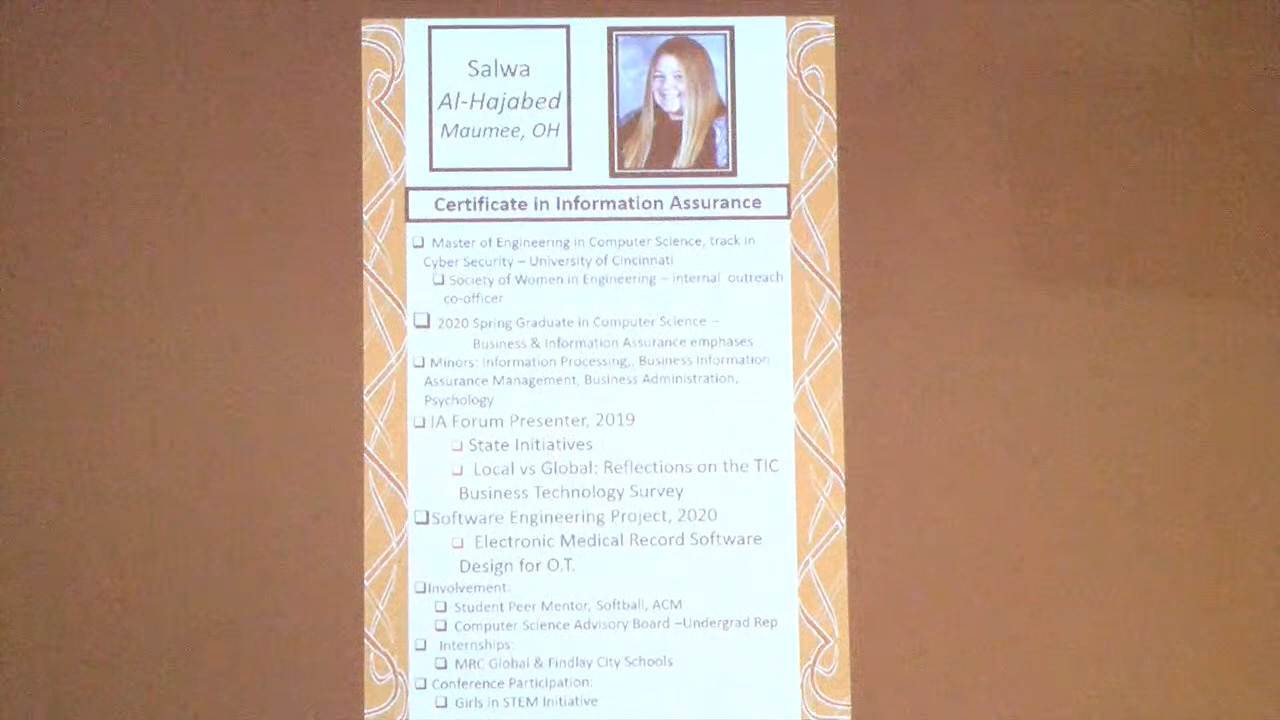 Salwa
Al-Hajabed
Maumee, OH
Certificate in Information Assurance
Master of Engineering in Computer Science, track in
Cyber Security – University of Cincinnati
Society of Women in Engineering – internal outreach
co-officer
2020 Spring Graduate in Computer Science –
Business & Information Assurance emphases
Minors: Information Processing,, Business Information
Assurance Management, Business Administration,
Psychology
IA Forum Presenter, 2019
State Initiatives
Local vs Global: Reflections on the TIC
Business Technology Survey
Software Engineering Project, 2020
Electronic Medical Record Software
Design for O.T.
Involvement:
Student Peer Mentor, Softball, ACM
Computer Science Advisory Board –Undergrad Rep
Internships:
MRC Global & Findlay City Schools
Conference Participation:
Girls in STEM Initiative